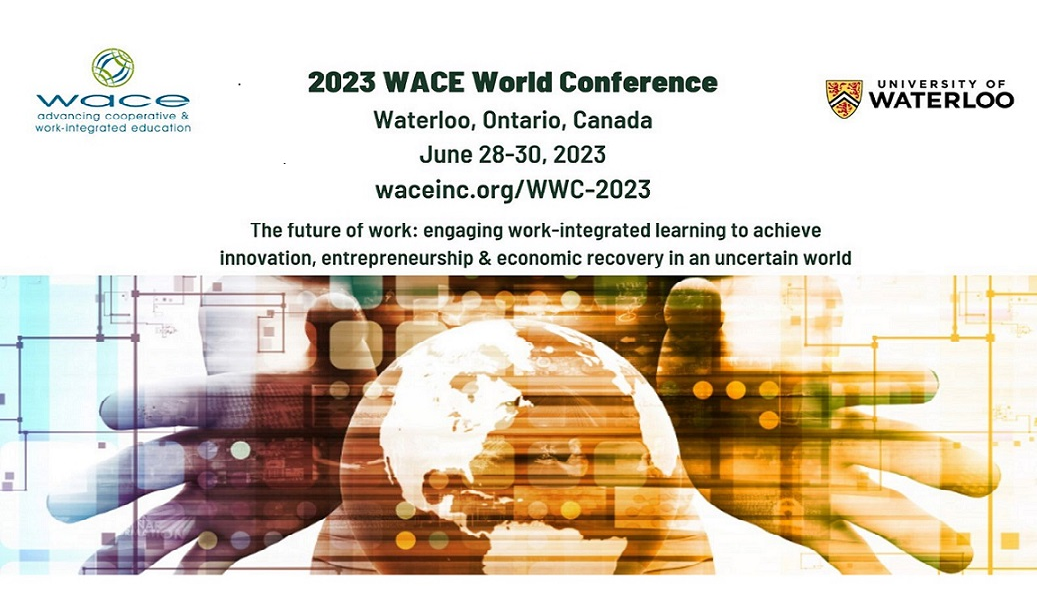 wace
advancing cooperative &
work-integrated education
2023 WACE World Conference
Waterloo, Ontario, Canada
June 28-30, 2023
waceinc.org/WWC-2023
UNIVERSITY OF
WATERLOO
The future of work: engaging work-integrated learning to achieve
innovation, entrepreneurship & economic recovery in an uncertain world